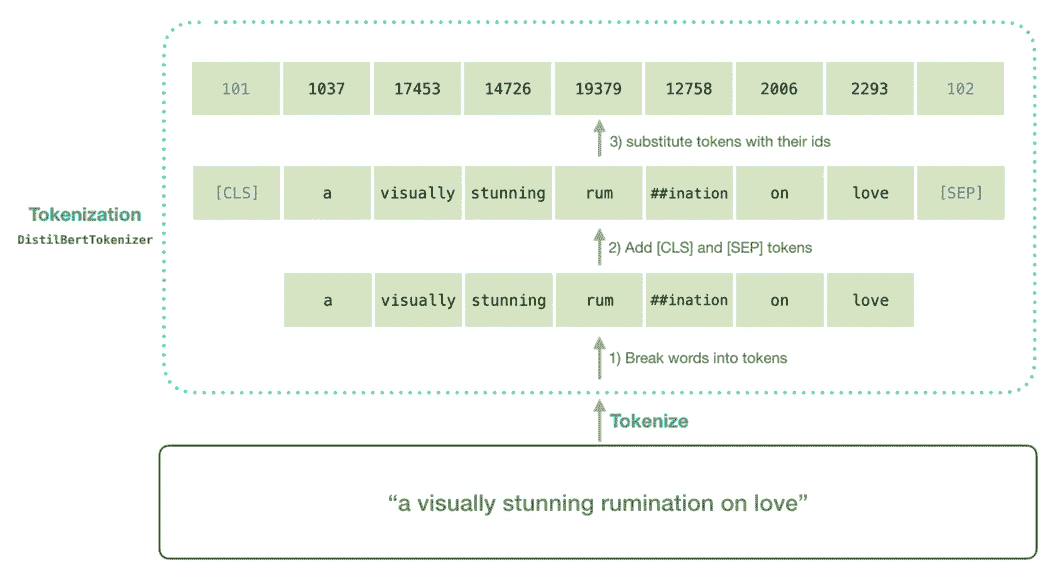 101 1037 17453 14726 19379 12758 2006 2293 102
3) substitute tokens with their ids
[CLS] a visually stunning rum ##ination on love [SEP]
Tokenization
DistilBertTokenizer
2) Add [CLS] and [SEP] tokens
a visually stunning rum ##ination on love
1) Break words into tokens
Tokenize
“a visually stunning rumination on love”